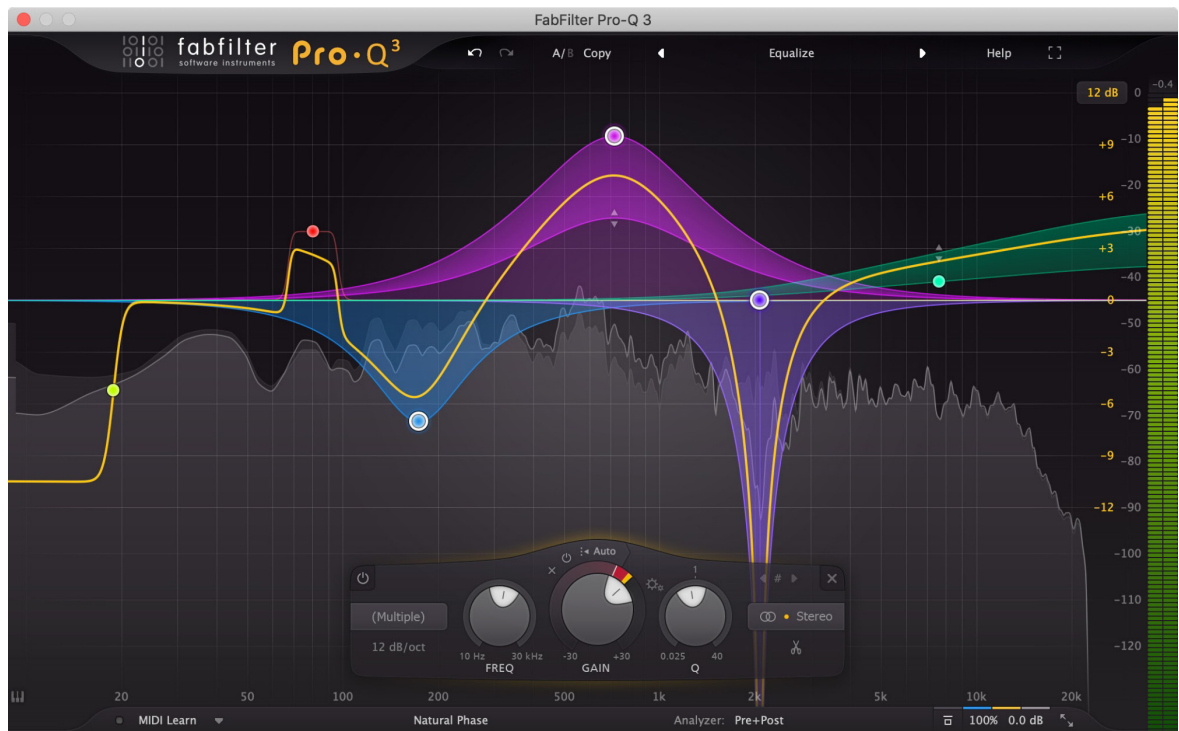 FabFilter Pro-Q 3
fabfilter
software instruments
Pro·Q3
A/B Copy
Equalize
Help
12 dB
0
-0.4
+9
-10
+6
-20
+3
-30
0
-40
-50
-3
-60
-6
-70
-9
-80
-12
-90
-100
-110
-120
Auto
(Multiple)
12 dB/oct
10 Hz
30 kHz
FREQ
-30
+30
GAIN
1
0.025
40
Q
#
Stereo
20
50
100
200
500
1k
2k
5k
10k
20k
MIDI Learn
Natural Phase
Analyzer: Pre+Post
100%
0.0 dB